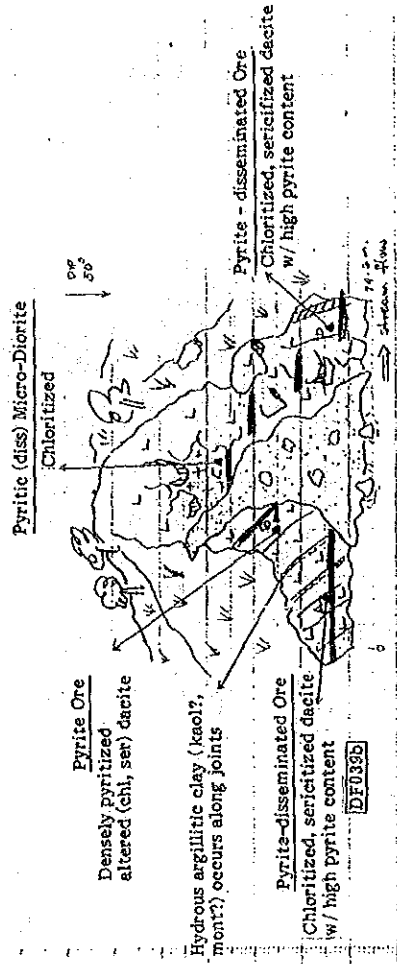 Pyrite Ore
Densely pyritized
altered (chl, ser) dacite
Hydrous argillitic clay (kaol?,
mont?) occurs along joints
Pyrite-disseminated Ore
Chloritized, sericitized dacite
w/ high pyrite content
DF039b
Pyritic (diss) Micro-Diorite
Chloritized
DIP
50°
Pyrite - disseminated Ore
Chloritized, sericitized dacite
w/ high pyrite content
⇒ stream flow